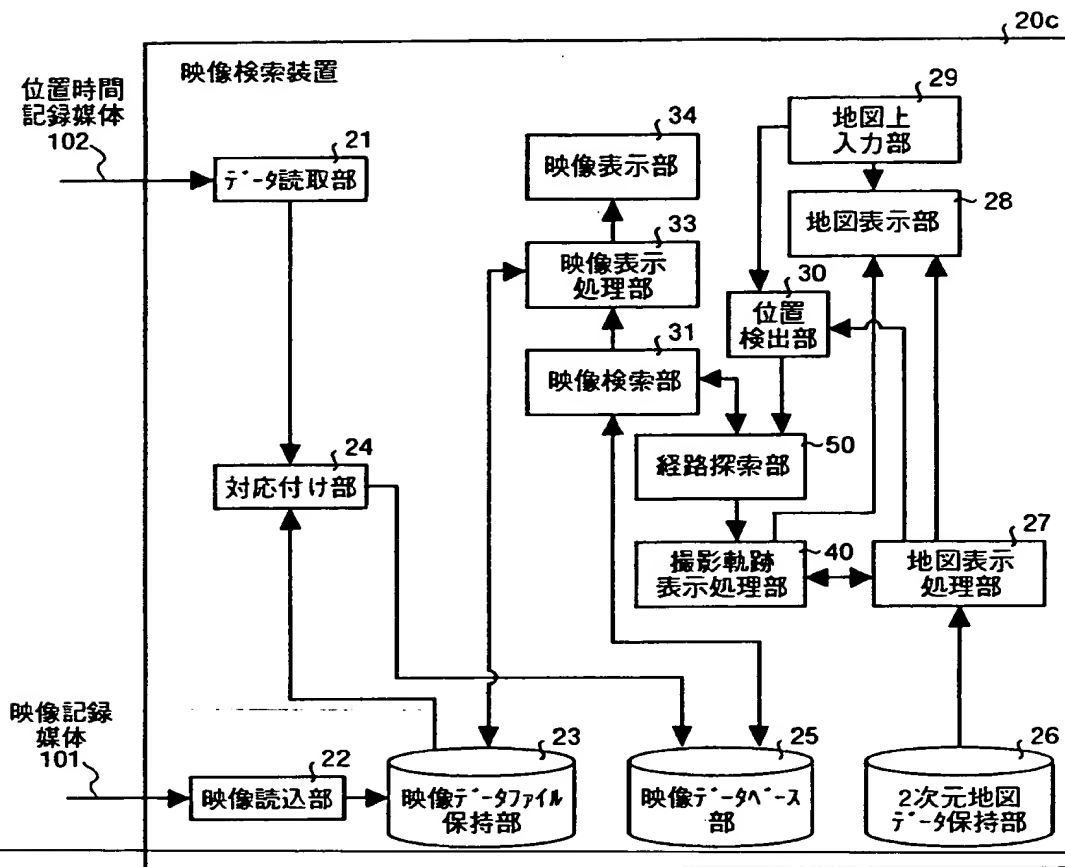 20c
映像検索装置
位置時間
記録媒体
102
21
データ読取部
34
映像表示部
29
地図上
入力部
28
地図表示部
33
映像表示
処理部
30
位置
検出部
31
映像検索部
50
経路探索部
24
対応付け部
40
撮影軌跡
表示処理部
27
地図表示
処理部
映像記録
媒体
101
22
映像読込部
23
映像データファイル
保持部
25
映像データベース
部
26
2次元地図
データ保持部